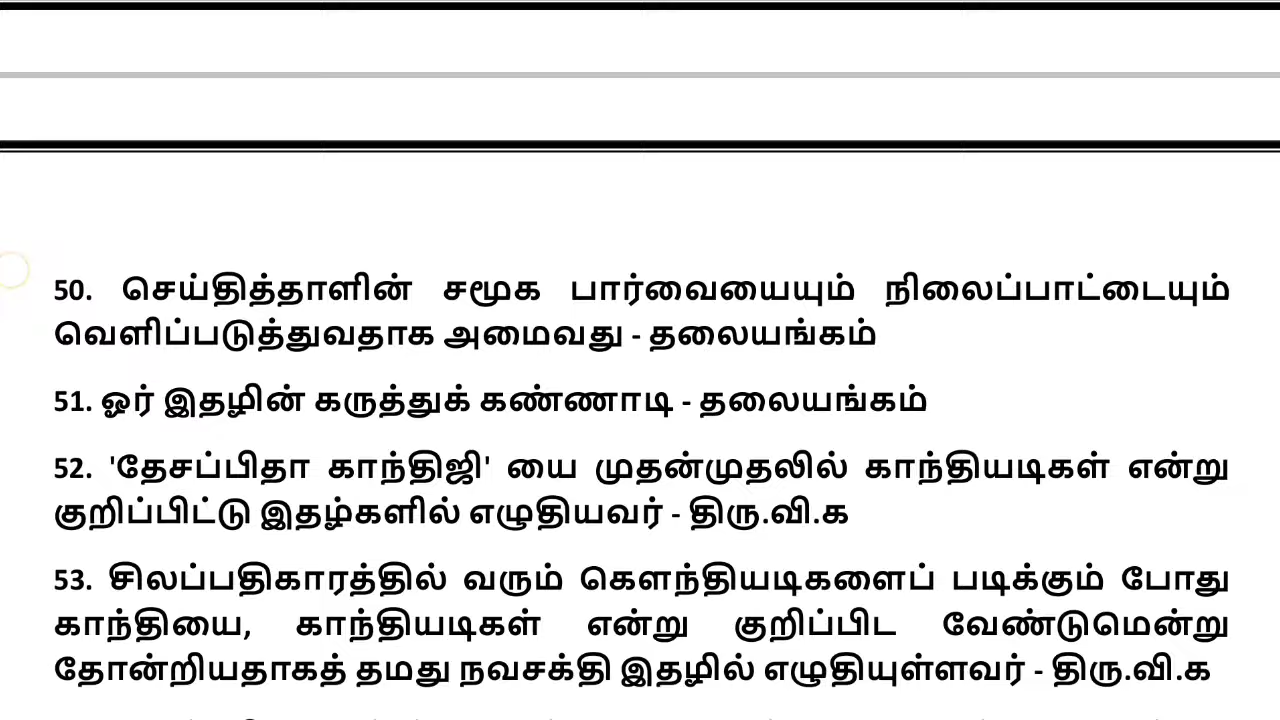 50. செய்தித்தாளின் சமூக பார்வையையும் நிலைப்பாட்டையும்
வெளிப்படுத்துவதாக அமைவது - தலையங்கம்
51. ஓர் இதழின் கருத்துக் கண்ணாடி - தலையங்கம்
52. 'தேசப்பிதா காந்திஜி' யை முதன்முதலில் காந்தியடிகள் என்று
குறிப்பிட்டு இதழ்களில் எழுதியவர் - திரு.வி.க
53. சிலப்பதிகாரத்தில் வரும் கௌந்தியடிகளைப் படிக்கும் போது
காந்தியை, காந்தியடிகள் என்று குறிப்பிட வேண்டுமென்று
தோன்றியதாகத் தமது நவசக்தி இதழில் எழுதியுள்ளவர் - திரு.வி.க